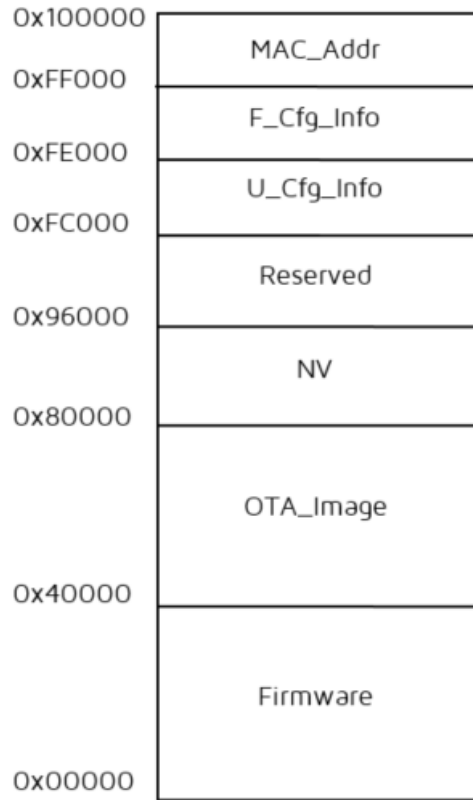 0x100000
MAC_Addr
0xFF000
F_Cfg_Info
0xFE000
U_Cfg_Info
0xFC000
Reserved
0x96000
NV
0x80000
OTA_Image
0x40000
Firmware
0x00000